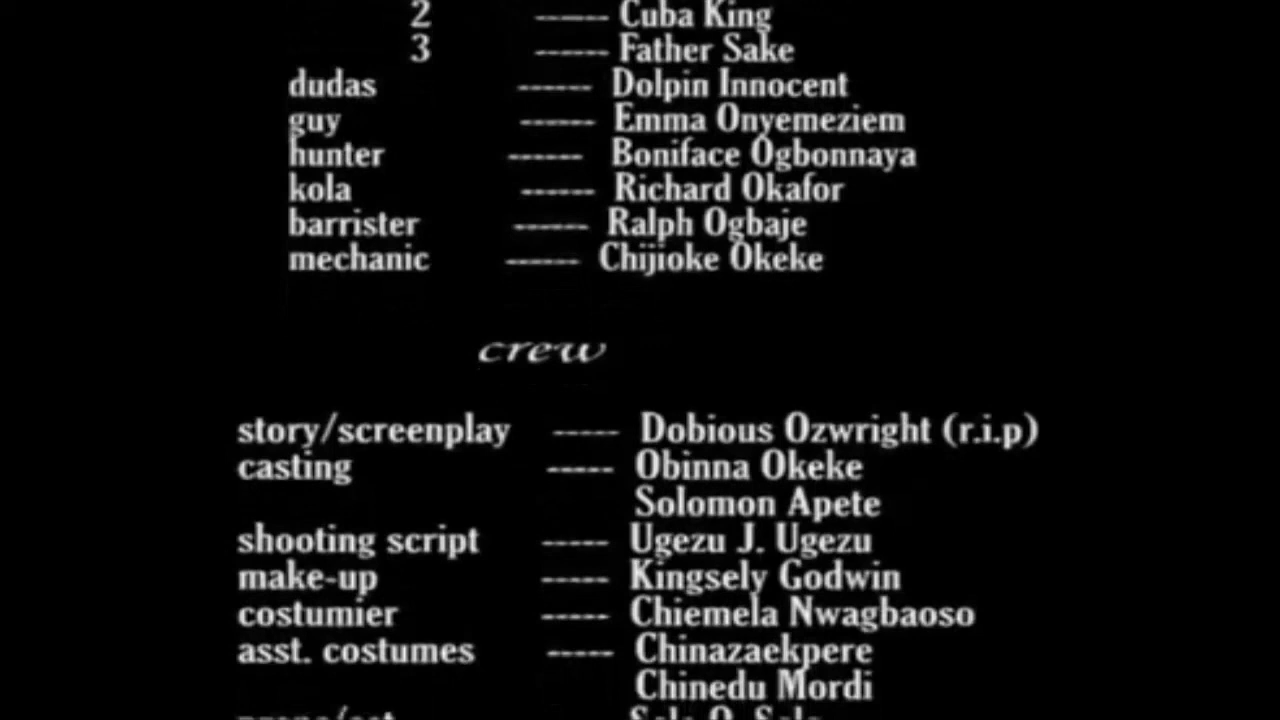 2 ------ Cuba King
3 ------ Father Sake
dudas ------ Dolpin Innocent
guy ------ Emma Onyemeziem
hunter ------ Boniface Ogbonnaya
kola ------ Richard Okafor
barrister ------ Ralph Ogbaje
mechanic ------ Chijioke Okeke
crew
story/screenplay ----- Dobious Ozwright (r.i.p)
casting ----- Obinna Okeke
Solomon Apete
shooting script ----- Ugezu J. Ugezu
make-up ----- Kingsely Godwin
costumier ----- Chiemela Nwagbaoso
asst. costumes ----- Chinazaekpere
Chinedu Mordi